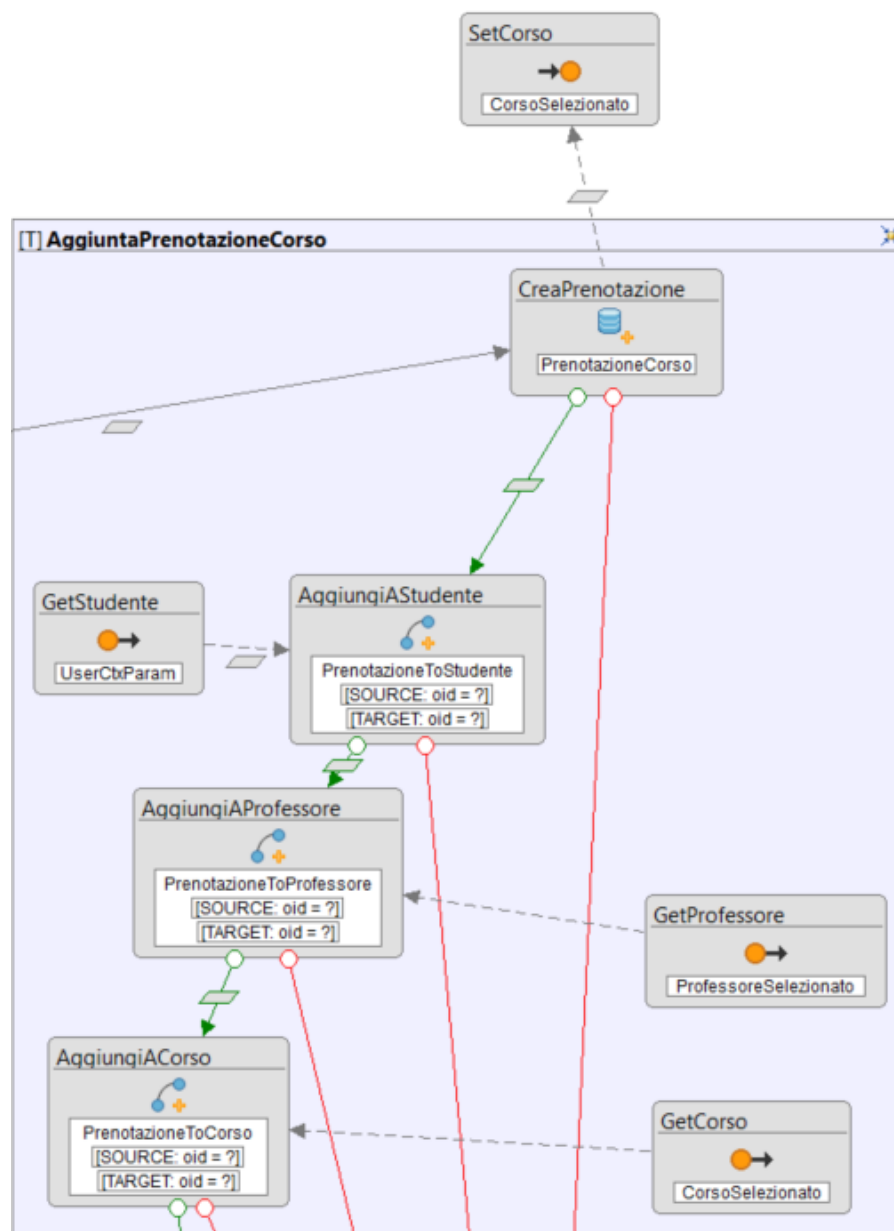 SetCorso
CorsoSelezionato
[T] AggiuntaPrenotazioneCorso
CreaPrenotazione
PrenotazioneCorso
GetStudente
UserCtxParam
AggiungiAStudente
PrenotazioneToStudente
[SOURCE: oid = ?]
[TARGET: oid = ?]
AggiungiAProfessore
PrenotazioneToProfessore
[SOURCE: oid = ?]
[TARGET: oid = ?]
GetProfessore
ProfessoreSelezionato
AggiungiACorso
PrenotazioneToCorso
[SOURCE: oid = ?]
[TARGET: oid = ?]
GetCorso
CorsoSelezionato